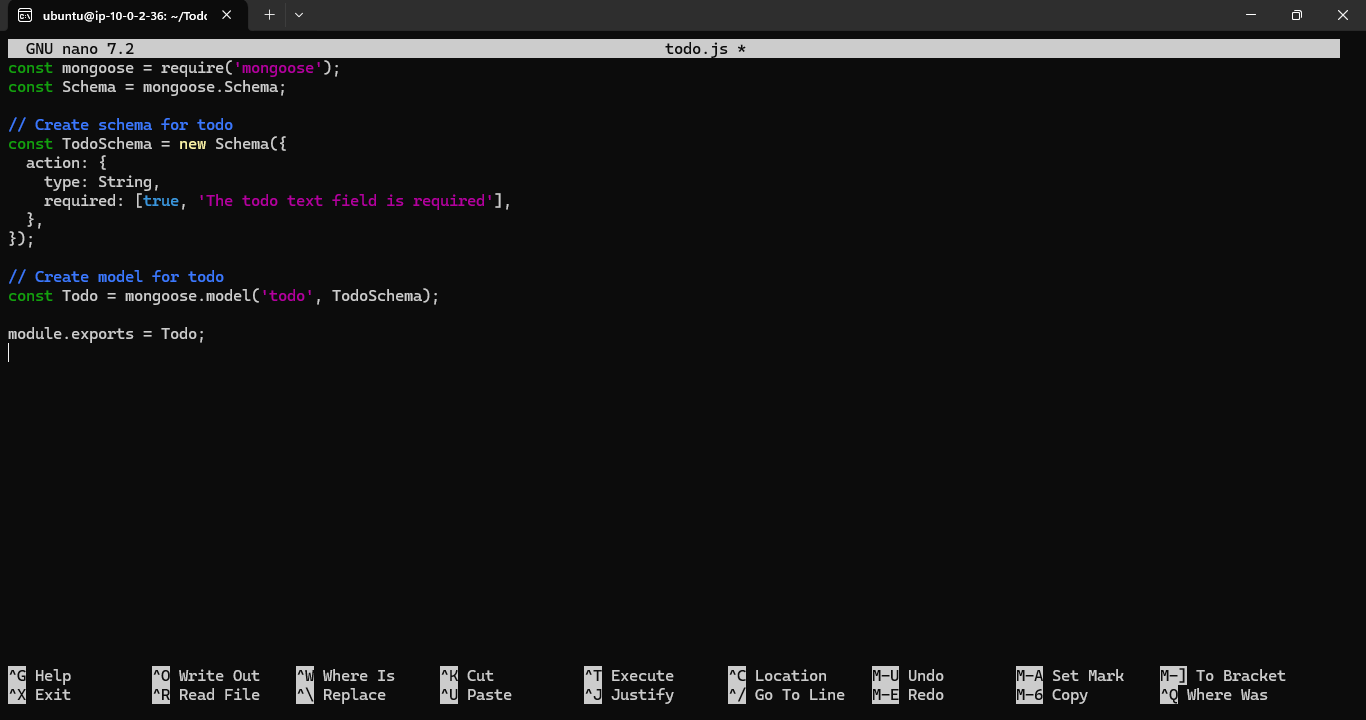 ubuntu@ip-10-0-2-36: ~/Todo
GNU nano 7.2 todo.js *
const mongoose = require('mongoose');
const Schema = mongoose.Schema;
// Create schema for todo
const TodoSchema = new Schema({
  action: {
    type: String,
    required: [true, 'The todo text field is required'],
  },
});
// Create model for todo
const Todo = mongoose.model('todo', TodoSchema);
module.exports = Todo;
^G Help ^O Write Out ^W Where Is ^K Cut ^T Execute ^C Location M-U Undo M-A Set Mark M-] To Bracket
^X Exit ^R Read File ^\ Replace ^U Paste ^J Justify ^/ Go To Line M-E Redo M-6 Copy ^Q Where Was